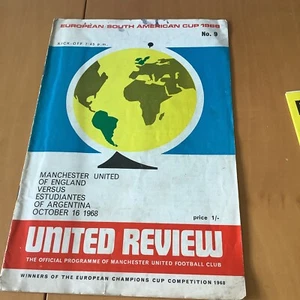 EUROPEAN SOUTH AMERICAN CUP 1968
KICK-OFF 7-45 p.m.
No. 9
MANCHESTER UNITED
OF ENGLAND
VERSUS
ESTUDIANTES
OF ARGENTINA
OCTOBER 16 1968
price 1/-
UNITED REVIEW
THE OFFICIAL PROGRAMME OF MANCHESTER UNITED FOOTBALL CLUB
WINNERS OF THE EUROPEAN CHAMPIONS CUP COMPETITION 1968